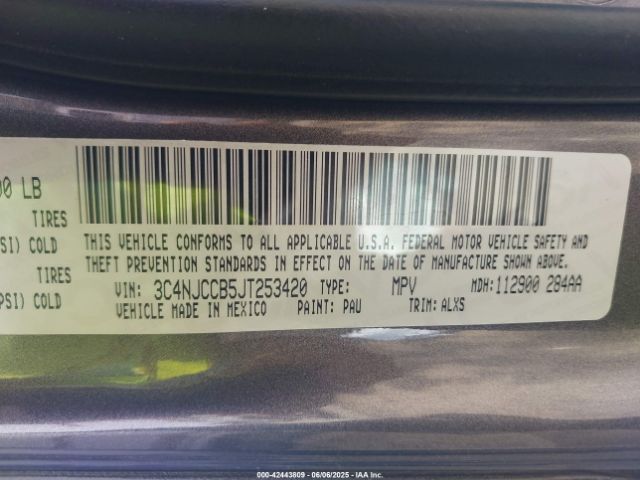 00 LB
TIRES
PSI) COLD
TIRES
PSI) COLD
THIS VEHICLE CONFORMS TO ALL APPLICABLE U.S.A. FEDERAL MOTOR VEHICLE SAFETY AND
THEFT PREVENTION STANDARDS IN EFFECT ON THE DATE OF MANUFACTURE SHOWN ABOVE.
VIN: 3C4NJCCB5JT253420 TYPE: MPV MDH: 112900 284AA
VEHICLE MADE IN MEXICO PAINT: PAU TRIM: ALXS
000-42443809 - 06/06/2025 - IAA Inc.